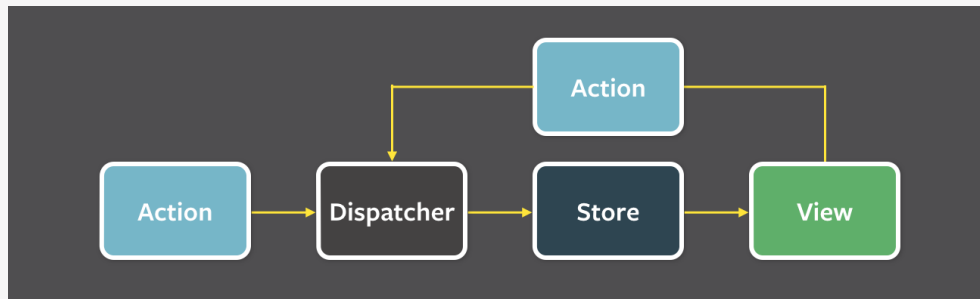 Action
Action
Dispatcher
Store
View